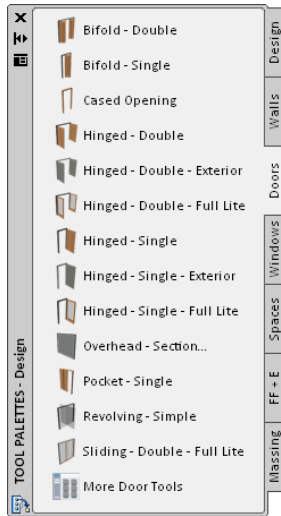 Bifold - Double
Bifold - Single
Cased Opening
Hinged - Double
Hinged - Double - Exterior
Hinged - Double - Full Lite
Hinged - Single
Hinged - Single - Exterior
Hinged - Single - Full Lite
Overhead - Section...
Pocket - Single
Revolving - Simple
Sliding - Double - Full Lite
More Door Tools
TOOL PALETTES - Design
Design
Walls
Doors
Windows
Spaces
FF + E
Massing